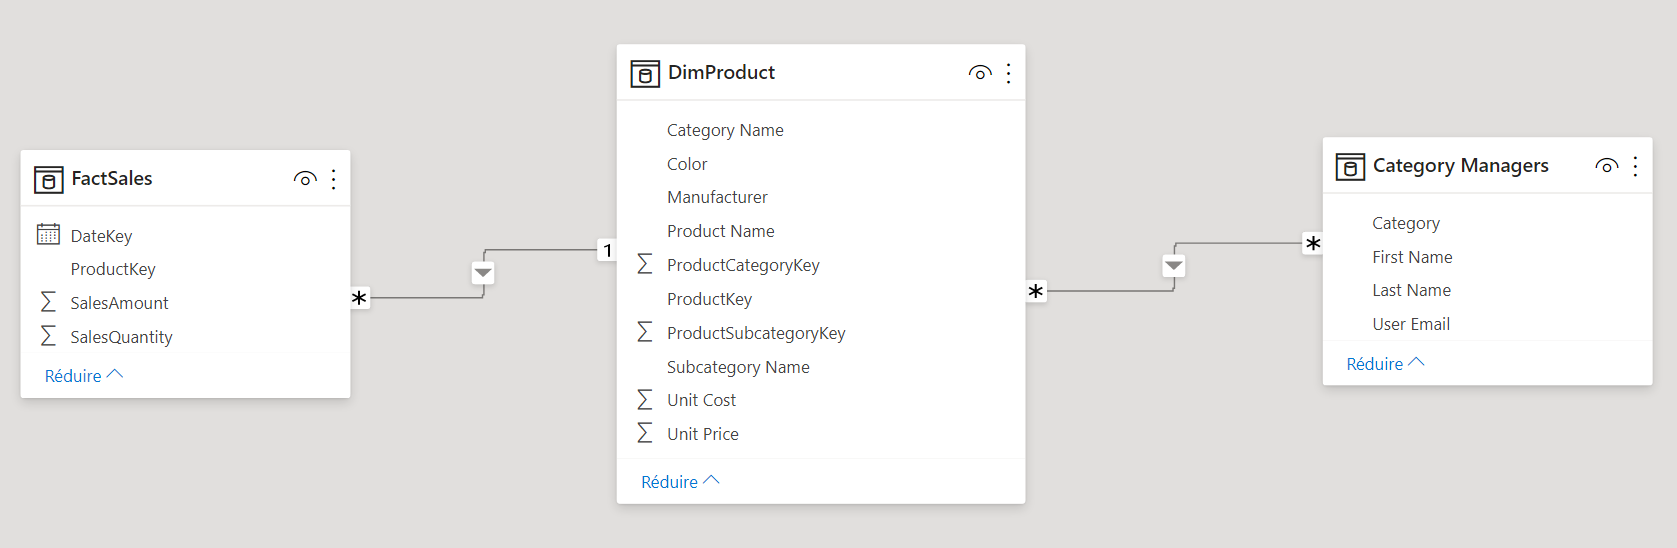 FactSales
DateKey
ProductKey
SalesAmount
SalesQuantity
Réduire
*
1
DimProduct
Category Name
Color
Manufacturer
Product Name
ProductCategoryKey
ProductKey
ProductSubcategoryKey
Subcategory Name
Unit Cost
Unit Price
Réduire
*
*
Category Managers
Category
First Name
Last Name
User Email
Réduire